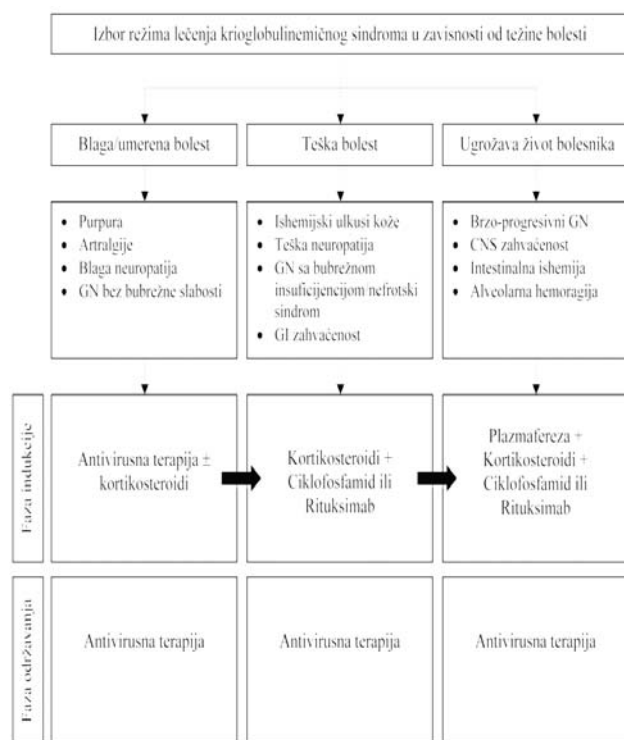 Izbor režima lečenja krioglobulinemičnog sindroma u zavisnosti od težine bolesti
Blaga/umerena bolest
Teška bolest
Ugrožava život bolesnika
• Purpura
• Artralgije
• Blaga neuropatija
• GN bez bubrežne slabosti
• Ishemijski ulkusi kože
• Teška neuropatija
• GN sa bubrežnom
insuficijencijom/nefrotski
sindrom
• GI zahvaćenost
• Brzo-progresivni GN
• CNS zahvaćenost
• Intestinalna ishemija
• Alveolarna hemoragija
Faza indukcije
Antivirusna terapija ±
kortikosteroidi
Kortikosteroidi +
Ciklofosfamid ili
Rituksimab
Plazmafereza +
Kortikosteroidi +
Ciklofosfamid ili
Rituksimab
Faza održavanja
Antivirusna terapija
Antivirusna terapija
Antivirusna terapija